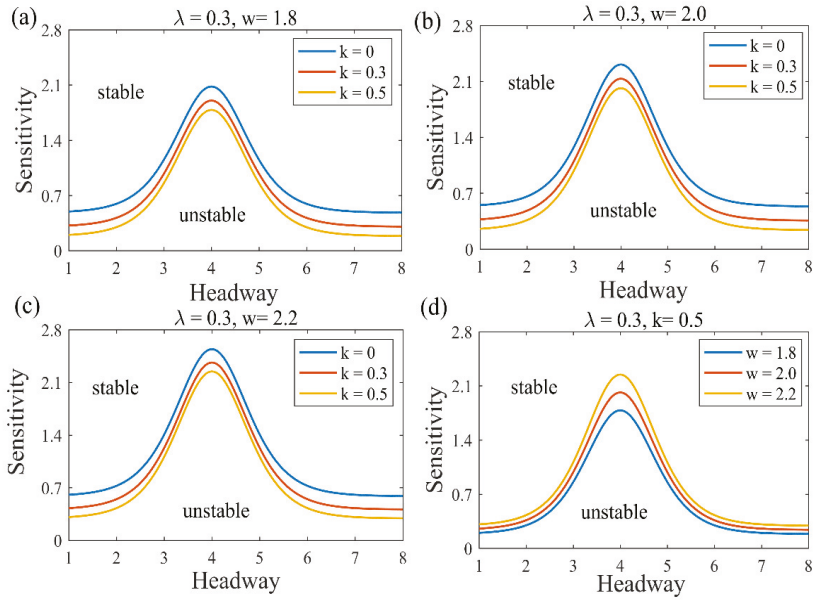 (a)
λ = 0.3, w= 1.8
Sensitivity
2.8
2.1
1.4
0.7
0
stable
unstable
k = 0
k = 0.3
k = 0.5
1 2 3 4 5 6 7 8
Headway
(b)
λ = 0.3, w= 2.0
Sensitivity
2.8
2.1
1.4
0.7
0
stable
unstable
k = 0
k = 0.3
k = 0.5
1 2 3 4 5 6 7 8
Headway
(c)
λ = 0.3, w= 2.2
Sensitivity
2.8
2.1
1.4
0.7
0
stable
unstable
k = 0
k = 0.3
k = 0.5
1 2 3 4 5 6 7 8
Headway
(d)
λ = 0.3, k= 0.5
Sensitivity
2.8
2.1
1.4
0.7
0
stable
unstable
w = 1.8
w = 2.0
w = 2.2
1 2 3 4 5 6 7 8
Headway